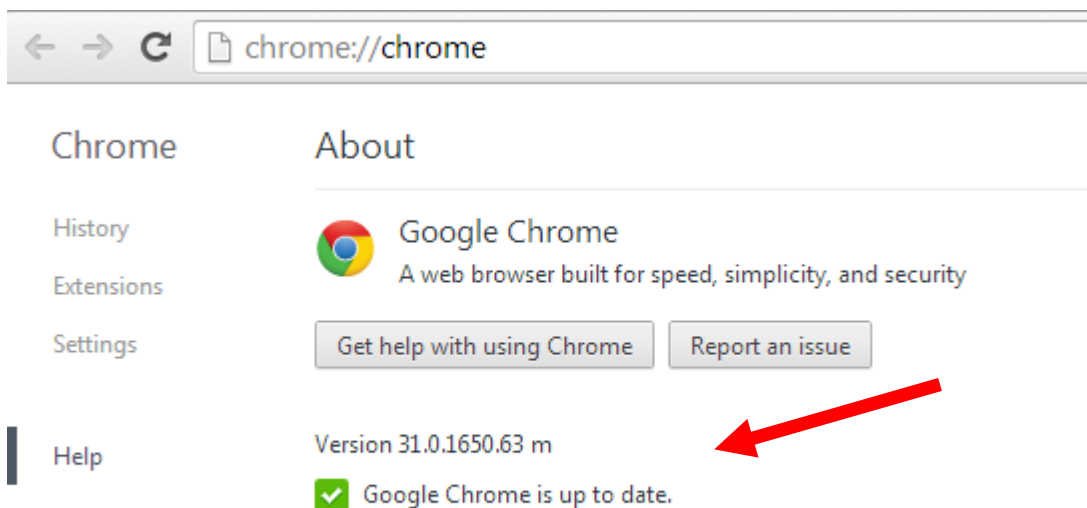 chrome://chrome
Chrome
About
History
Extensions
Settings
Help
Google Chrome
A web browser built for speed, simplicity, and security
Get help with using Chrome
Report an issue
Version 31.0.1650.63 m
Google Chrome is up to date.